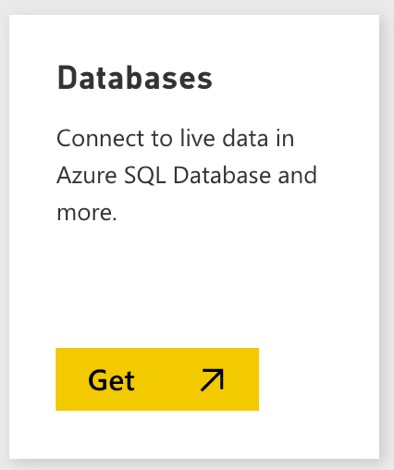 Databases
Connect to live data in
Azure SQL Database and
more.
Get